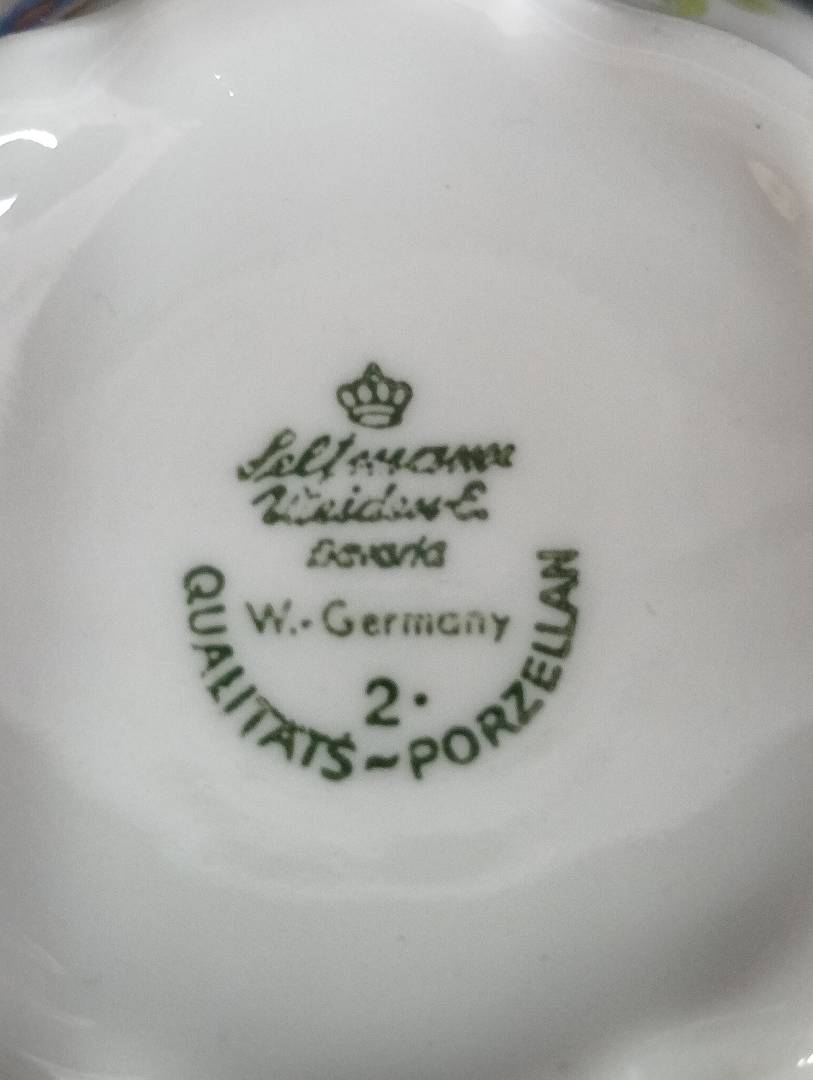 Seltmann
Weiden E.
Bavaria
W.-Germany
2.
QUALITÄTS-PORZELLAN